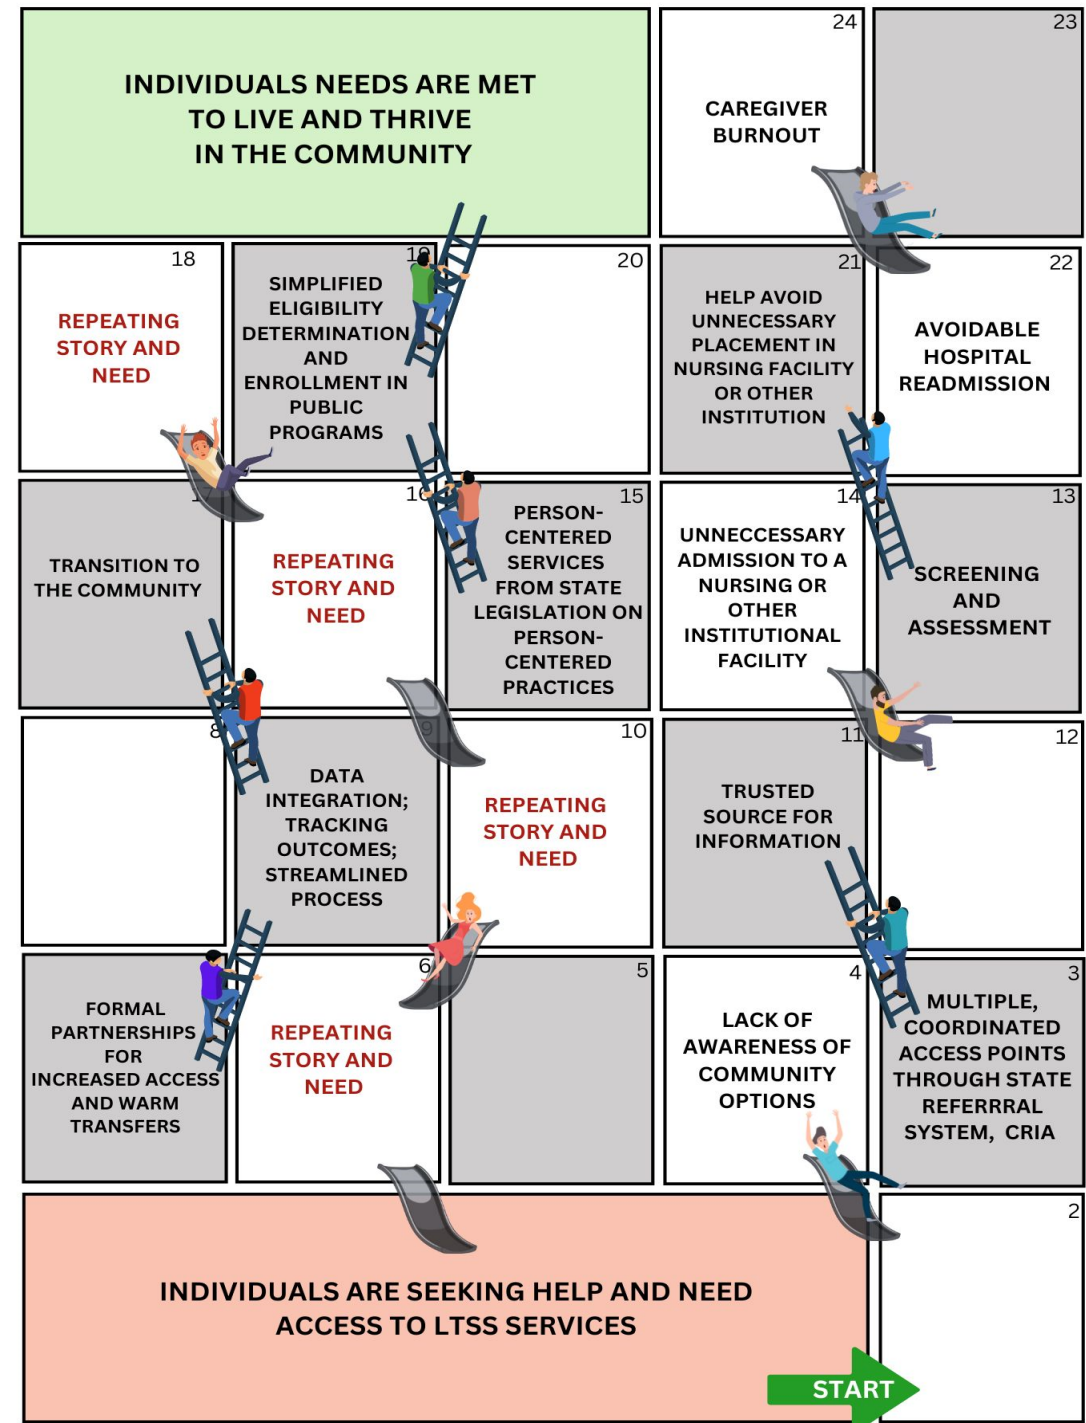 INDIVIDUALS NEEDS ARE MET
TO LIVE AND THRIVE
IN THE COMMUNITY
24
CAREGIVER
BURNOUT
23
18
REPEATING
STORY AND
NEED
19
SIMPLIFIED
ELIGIBILITY
DETERMINATION
AND
ENROLLMENT IN
PUBLIC
PROGRAMS
20
21
HELP AVOID
UNNECESSARY
PLACEMENT IN
NURSING FACILITY
OR OTHER
INSTITUTION
22
AVOIDABLE
HOSPITAL
READMISSION
TRANSITION TO
THE COMMUNITY
16
REPEATING
STORY AND
NEED
15
PERSON-
CENTERED
SERVICES
FROM STATE
LEGISLATION ON
PERSON-
CENTERED
PRACTICES
14
UNNECCESSARY
ADMISSION TO A
NURSING OR
OTHER
INSTITUTIONAL
FACILITY
13
SCREENING
AND
ASSESSMENT
8
9
DATA
INTEGRATION;
TRACKING
OUTCOMES;
STREAMLINED
PROCESS
10
REPEATING
STORY AND
NEED
11
TRUSTED
SOURCE FOR
INFORMATION
12
FORMAL
PARTNERSHIPS
FOR
INCREASED ACCESS
AND WARM
TRANSFERS
6
REPEATING
STORY AND
NEED
5
4
LACK OF
AWARENESS OF
COMMUNITY
OPTIONS
3
MULTIPLE,
COORDINATED
ACCESS POINTS
THROUGH STATE
REFERRRAL
SYSTEM, CRIA
INDIVIDUALS ARE SEEKING HELP AND NEED
ACCESS TO LTSS SERVICES
START
2